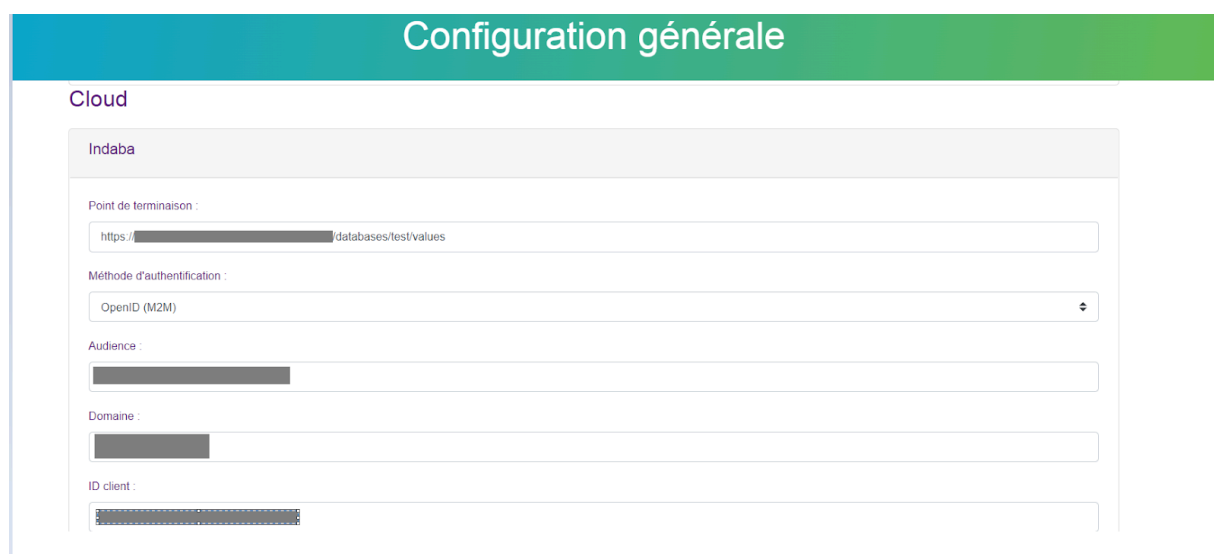 Configuration générale
Cloud
Indaba
Point de terminaison :
https:// /databases/test/values
Méthode d'authentification :
OpenID (M2M)
Audience :
Domaine :
ID client :